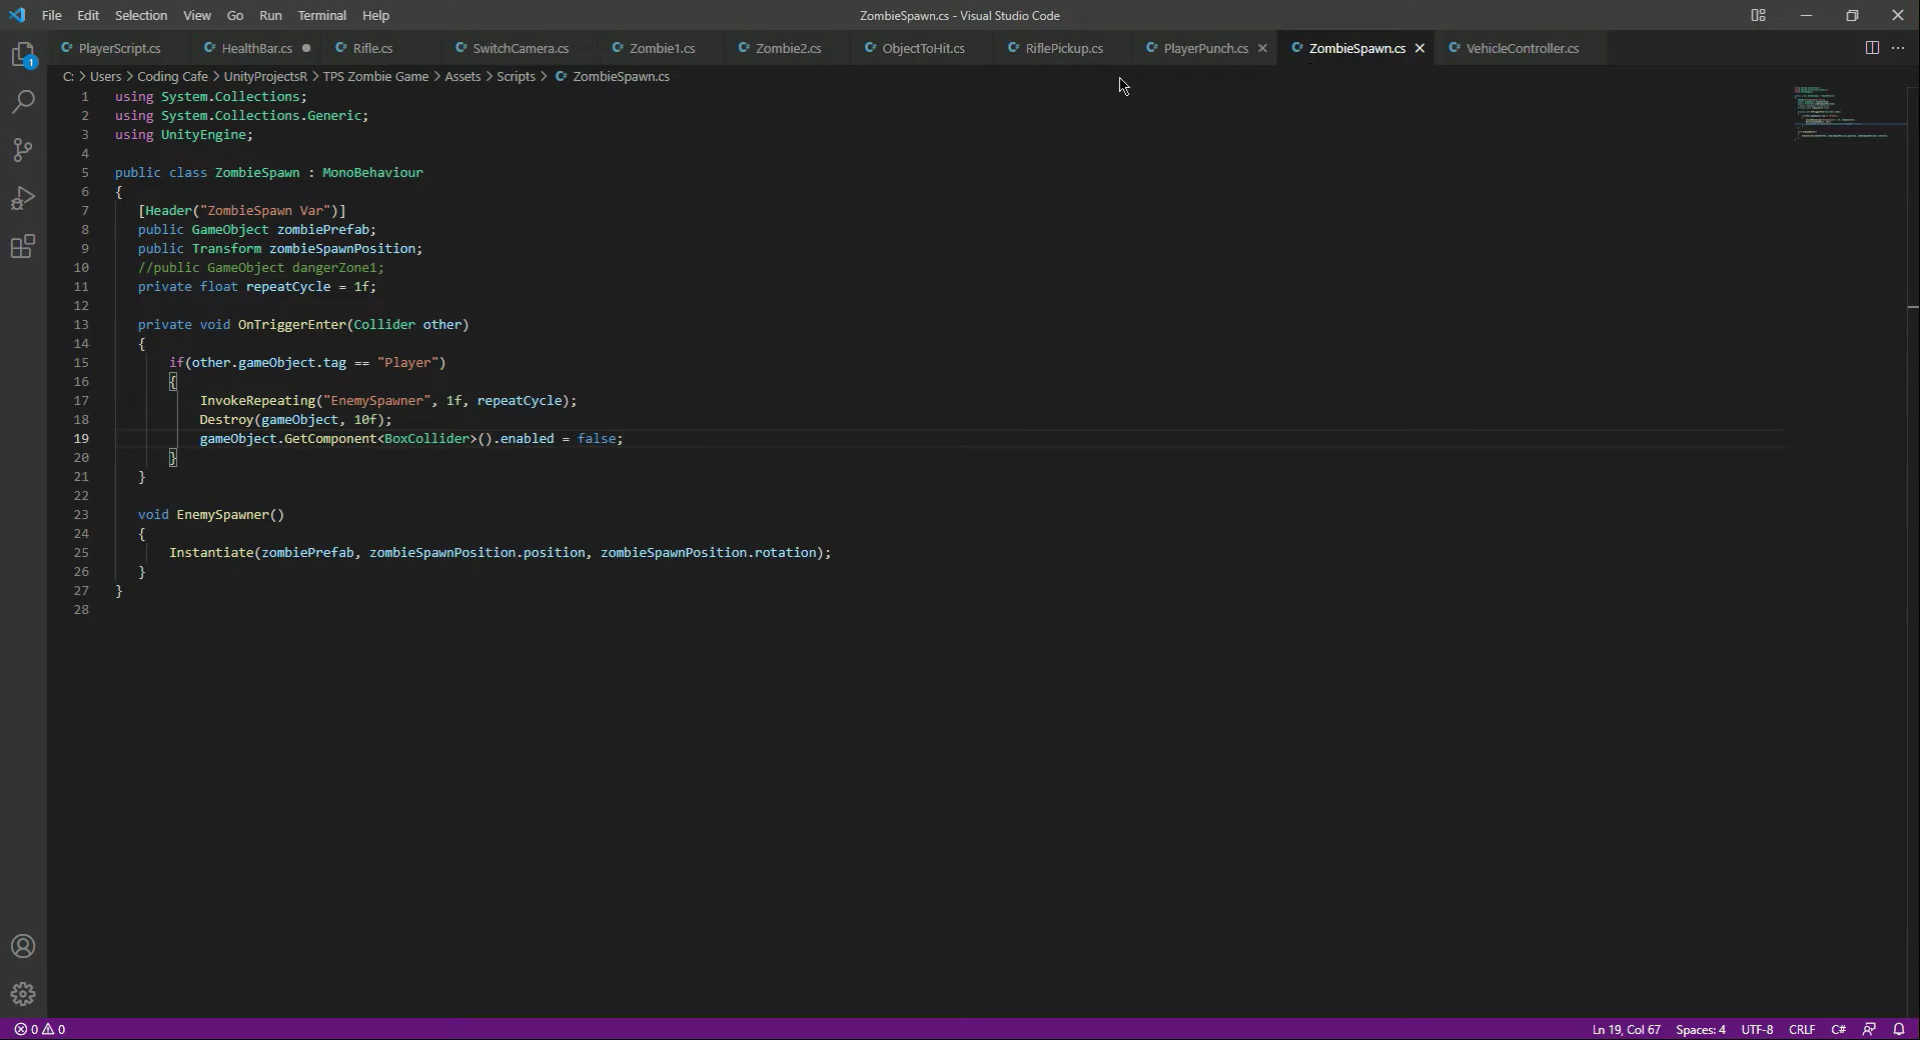 File Edit Selection View Go Run Terminal Help
ZombieSpawn.cs - Visual Studio Code
PlayerScript.cs HealthBar.cs Rifle.cs SwitchCamera.cs Zombie1.cs Zombie2.cs ObjectToHit.cs RiflePickup.cs PlayerPunch.cs ZombieSpawn.cs VehicleController.cs
1
C: > Users > Coding Cafe > UnityProjectsR > TPS Zombie Game > Assets > Scripts > ZombieSpawn.cs
1 using System.Collections;
2 using System.Collections.Generic;
3 using UnityEngine;
4
5 public class ZombieSpawn : MonoBehaviour
6 {
7 [Header("ZombieSpawn Var")]
8 public GameObject zombiePrefab;
9 public Transform zombieSpawnPosition;
10 //public GameObject dangerZone1;
11 private float repeatCycle = 1f;
12
13 private void OnTriggerEnter(Collider other)
14 {
15 if(other.gameObject.tag == "Player")
16 {
17 InvokeRepeating("EnemySpawner", 1f, repeatCycle);
18 Destroy(gameObject, 10f);
19 gameObject.GetComponent<BoxCollider>().enabled = false;
20 }
21 }
22
23 void EnemySpawner()
24 {
25 Instantiate(zombiePrefab, zombieSpawnPosition.position, zombieSpawnPosition.rotation);
26 }
27 }
28
0 0 Ln 19, Col 67 Spaces: 4 UTF-8 CRLF C#